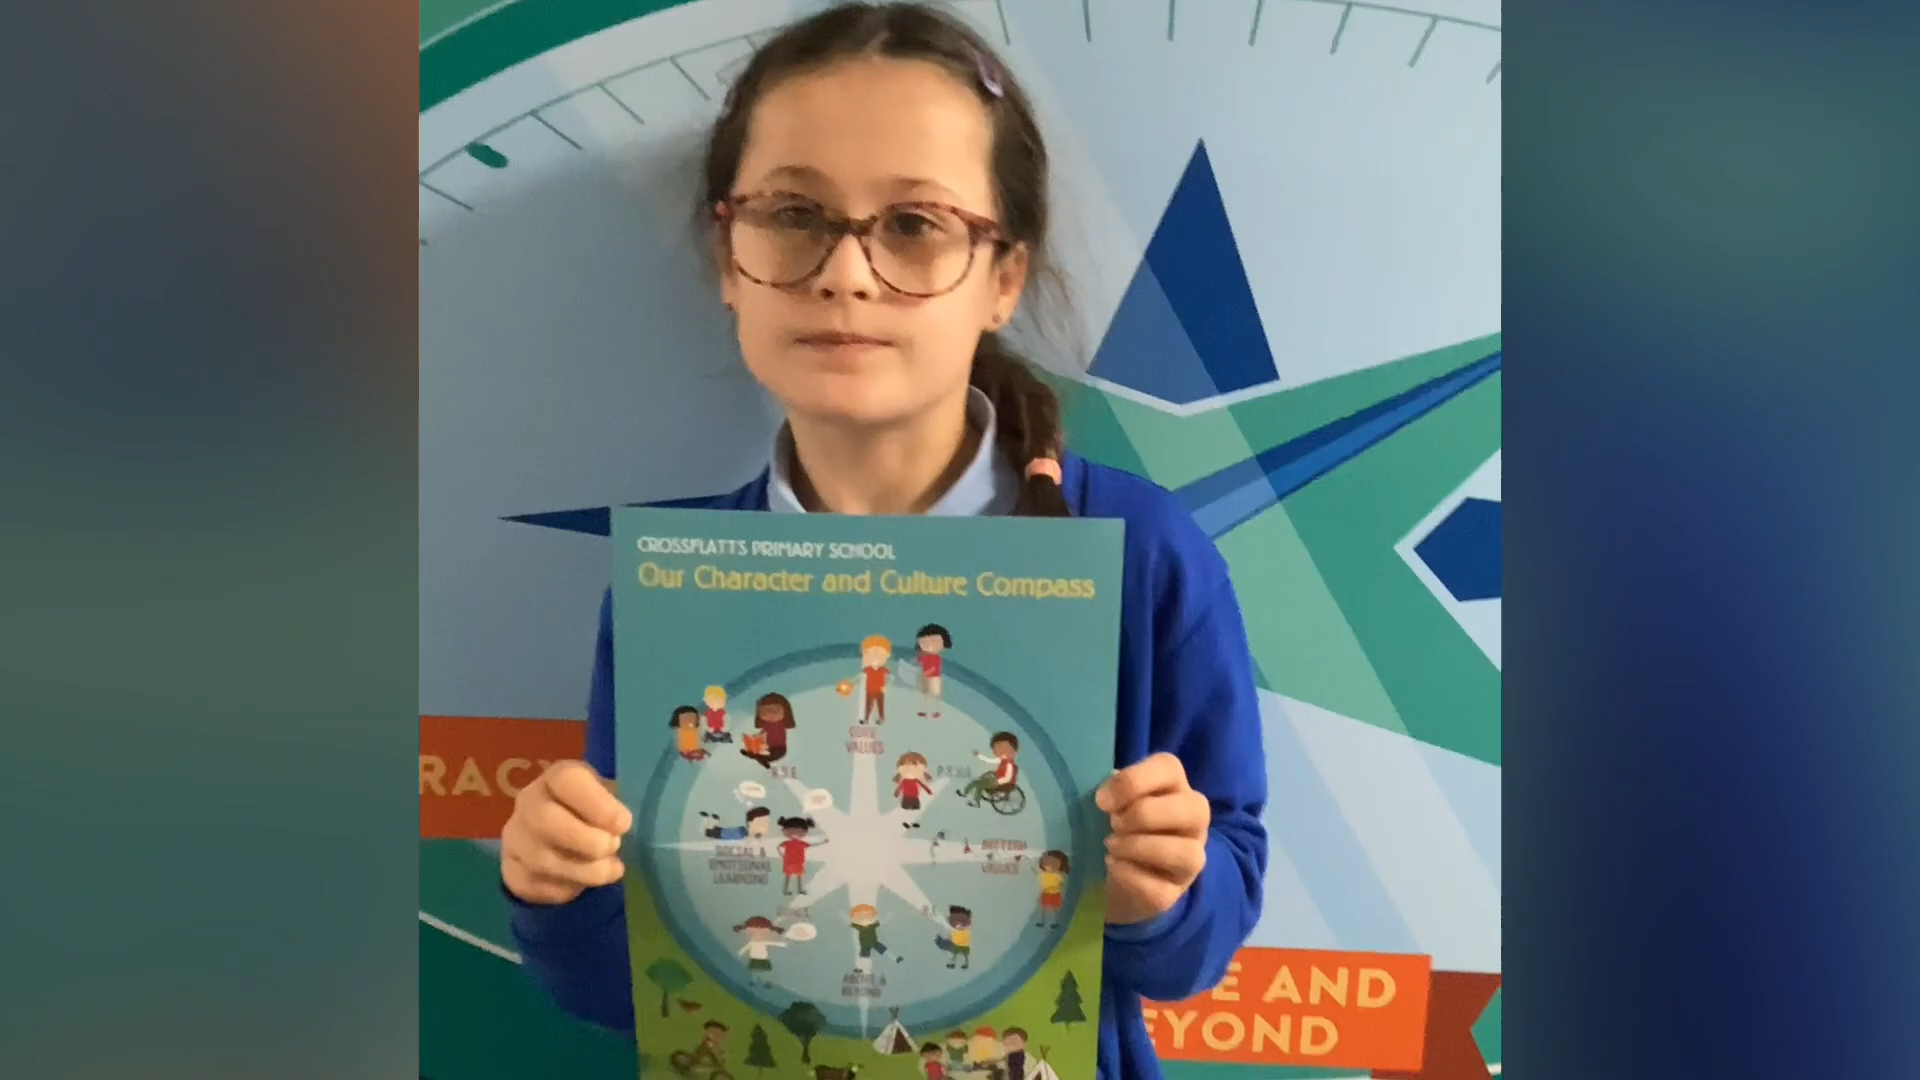 CROSSFLATTS PRIMARY SCHOOL
Our Character and Culture Compass
CORE
VALUES
R.S.E.
P.S.H.E.
SOCIAL &
EMOTIONAL
LEARNING
BRITISH
VALUES
P.E.
ABOVE &
BEYOND
RACY
E AND
EYOND